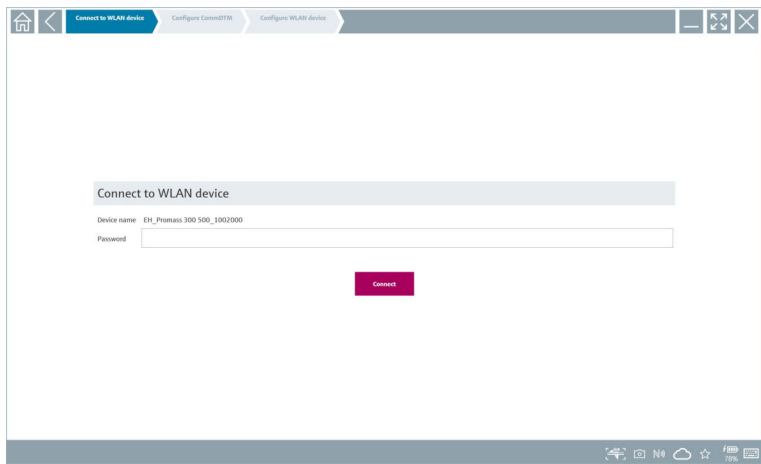 Connect to WLAN device
Configure CommDTM
Configure WLAN device
Connect to WLAN device
Device name EH_Promass 300 500_1002000
Password
Connect
78%